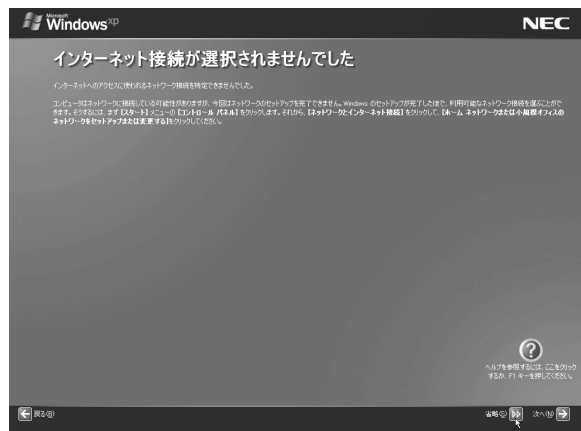 Microsoft
Windows xp
NEC
インターネット接続が選択されませんでした
インターネットへのアクセスに使われるネットワーク接続を特定できませんでした。
コンピュータはネットワークに接続している可能性がありますが、今回はネットワークのセットアップを完了できません。Windows のセットアップが完了した後で、利用可能なネットワーク接続を選ぶことがで
きます。そうするには、まず [スタート] メニューの [コントロール パネル] をクリックします。それから、[ネットワークとインターネット接続] をクリックして、[ホーム ネットワークまたは小規模オフィスの
ネットワークをセットアップまたは変更する]をクリックしてください。
ヘルプを参照するには、ここをクリック
するか、F1 キーを押してください。
戻る(B)
省略(S)
次へ(N)